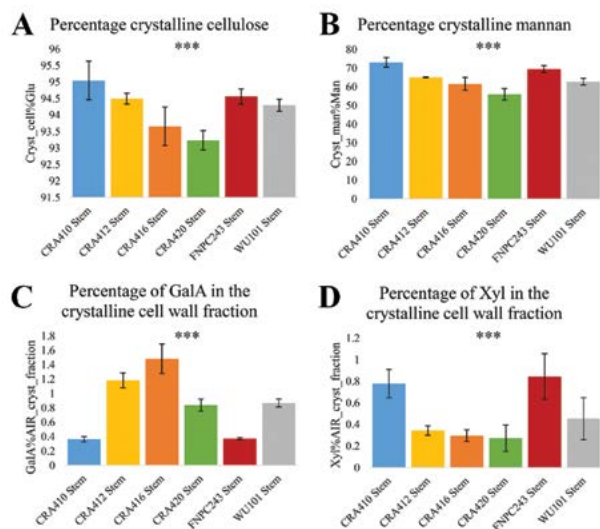 A
Percentage crystalline cellulose
***
Cryst_cell%Glu
96
95.5
95
94.5
94
93.5
93
92.5
92
91.5
CRA410 Stem
CRA412 Stem
CRA416 Stem
CRA420 Stem
FNPC243 Stem
WU101 Stem
B
Percentage crystalline mannan
***
Cryst_man%Man
80
70
60
50
40
30
20
10
0
CRA410 Stem
CRA412 Stem
CRA416 Stem
CRA420 Stem
FNPC243 Stem
WU101 Stem
C
Percentage of GalA in the
crystalline cell wall fraction
***
GalA%AIR_cryst_fraction
1.8
1.6
1.4
1.2
1
0.8
0.6
0.4
0.2
0
CRA410 Stem
CRA412 Stem
CRA416 Stem
CRA420 Stem
FNPC243 Stem
WU101 Stem
D
Percentage of Xyl in the
crystalline cell wall fraction
***
Xyl%AIR_cryst_fraction
1.2
1
0.8
0.6
0.4
0.2
0
CRA410 Stem
CRA412 Stem
CRA416 Stem
CRA420 Stem
FNPC243 Stem
WU101 Stem